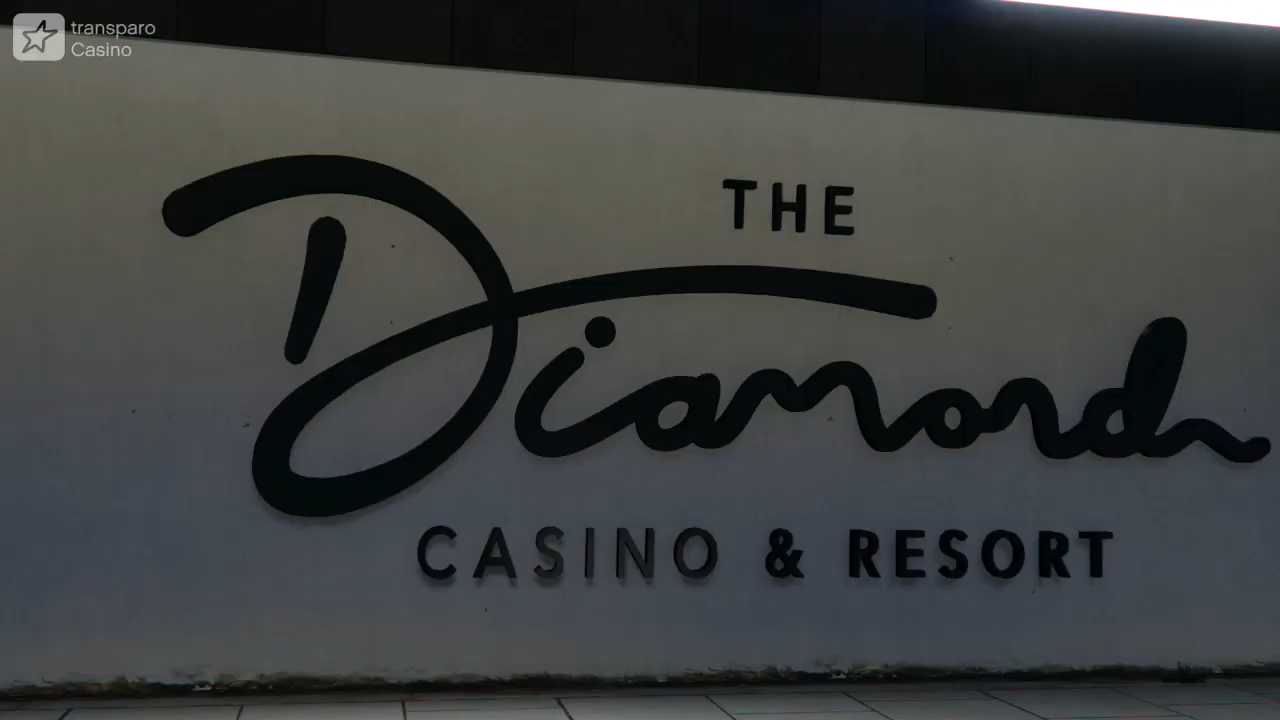 transparo
Casino
THE
Diamond
CASINO & RESORT